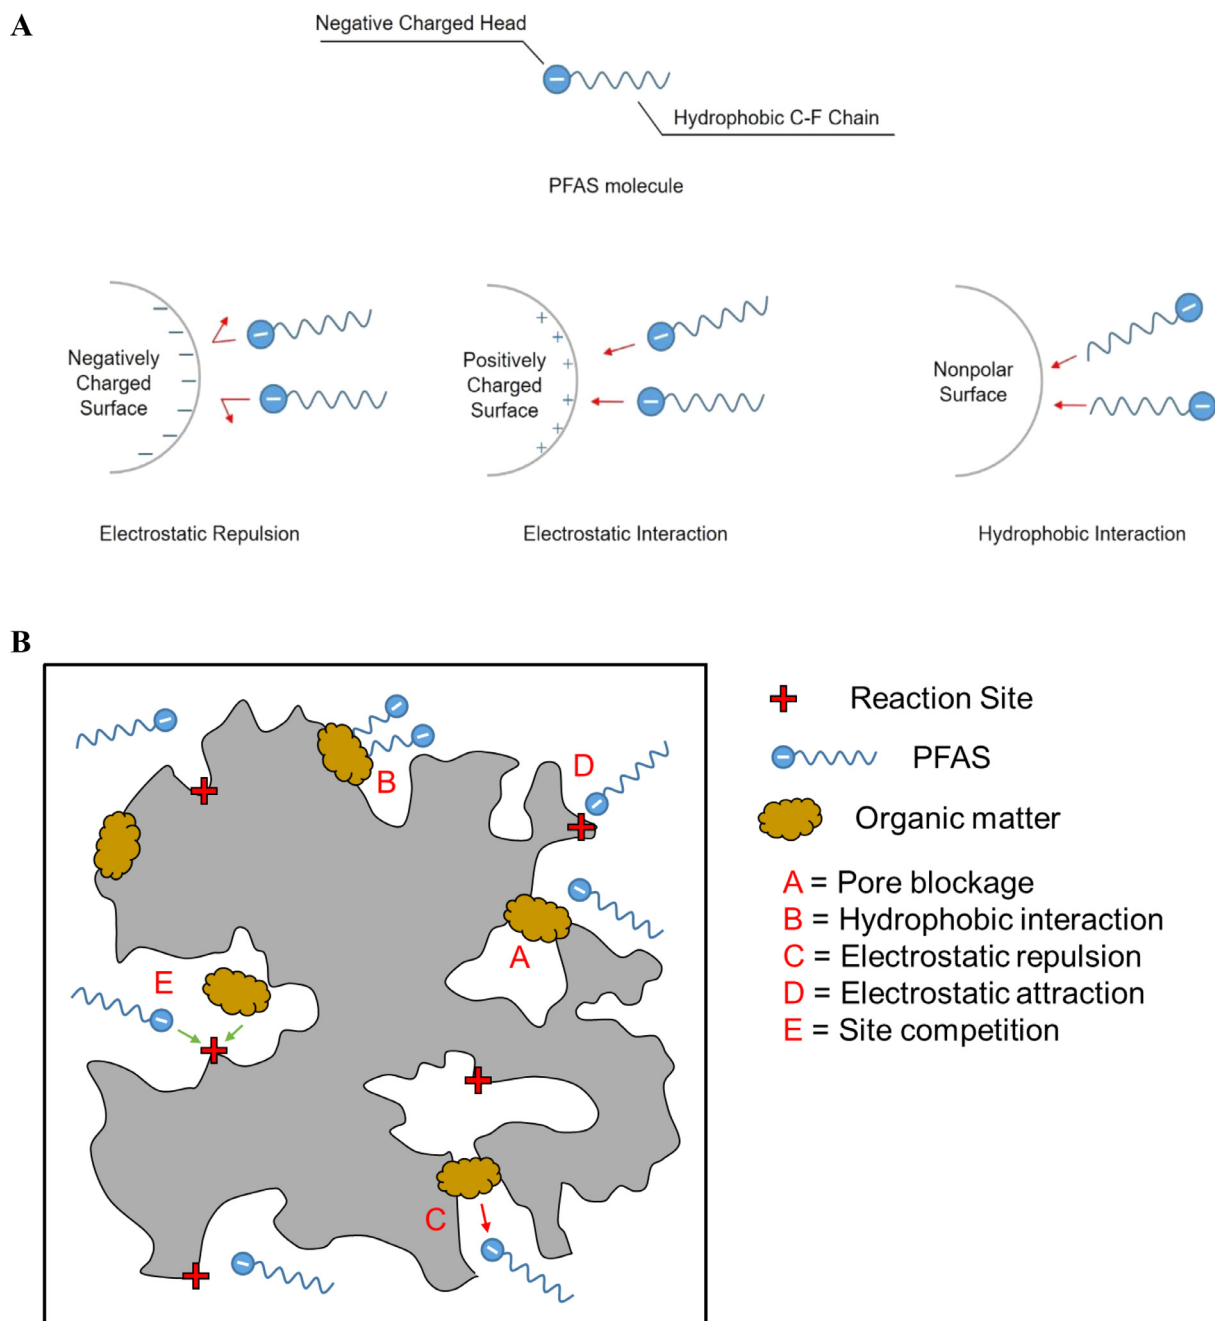 A
Negative Charged Head
Hydrophobic C-F Chain
PFAS molecule
Negatively
Charged
Surface
Positively
Charged
Surface
Nonpolar
Surface
Electrostatic Repulsion
Electrostatic Interaction
Hydrophobic Interaction
B
B
D
A
E
C
Reaction Site
PFAS
Organic matter
A = Pore blockage
B = Hydrophobic interaction
C = Electrostatic repulsion
D = Electrostatic attraction
E = Site competition